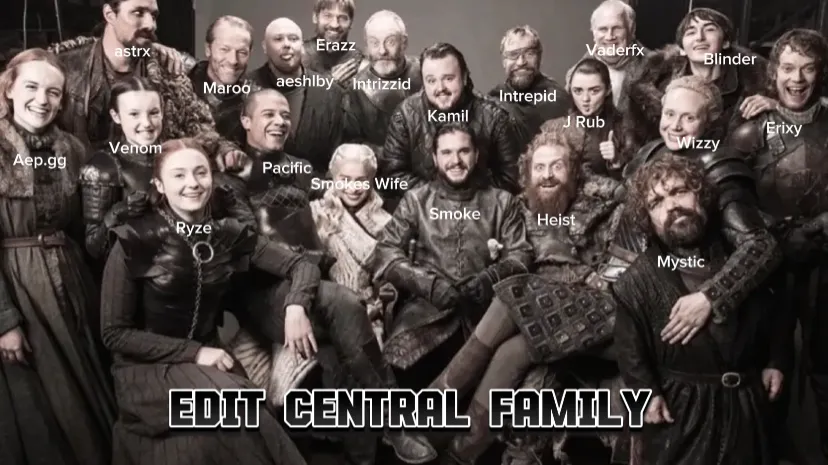 Erazz
astrx
Vaderfx
Blinder
aeshlby
Intrizzid
Maroo
Intrepid
Kamil
J Rub
Erixy
Venom
Wizzy
Aep.gg
Pacific
Smokes Wife
Smoke
Heist
Ryze
Mystic
EDIT CENTRAL FAMILY